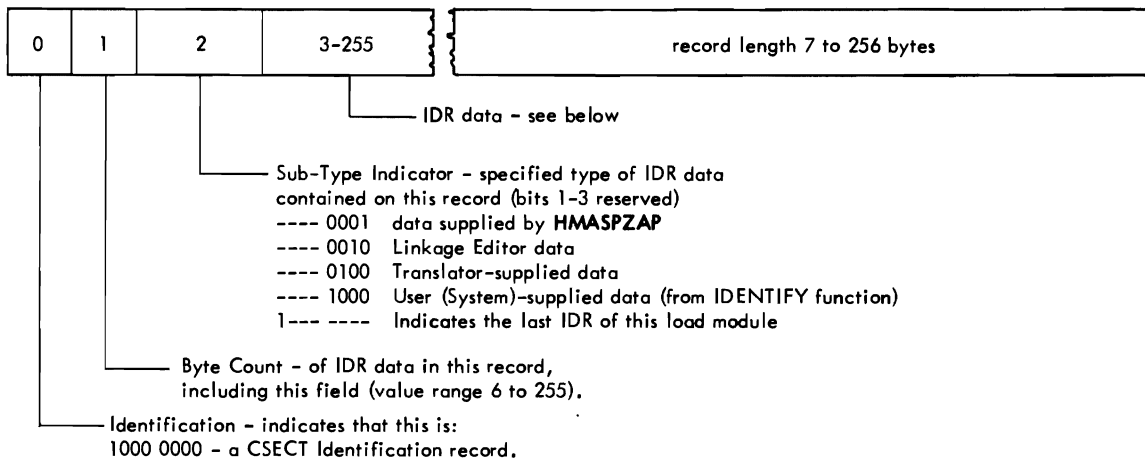 0 1 2 3-255 record length 7 to 256 bytes
IDR data - see below
Sub-Type Indicator - specified type of IDR data
contained on this record (bits 1-3 reserved)
---- 0001 data supplied by HMASPZAP
---- 0010 Linkage Editor data
---- 0100 Translator-supplied data
---- 1000 User (System)-supplied data (from IDENTIFY function)
1--- ---- Indicates the last IDR of this load module
Byte Count - of IDR data in this record,
including this field (value range 6 to 255).
Identification - indicates that this is:
1000 0000 - a CSECT Identification record.